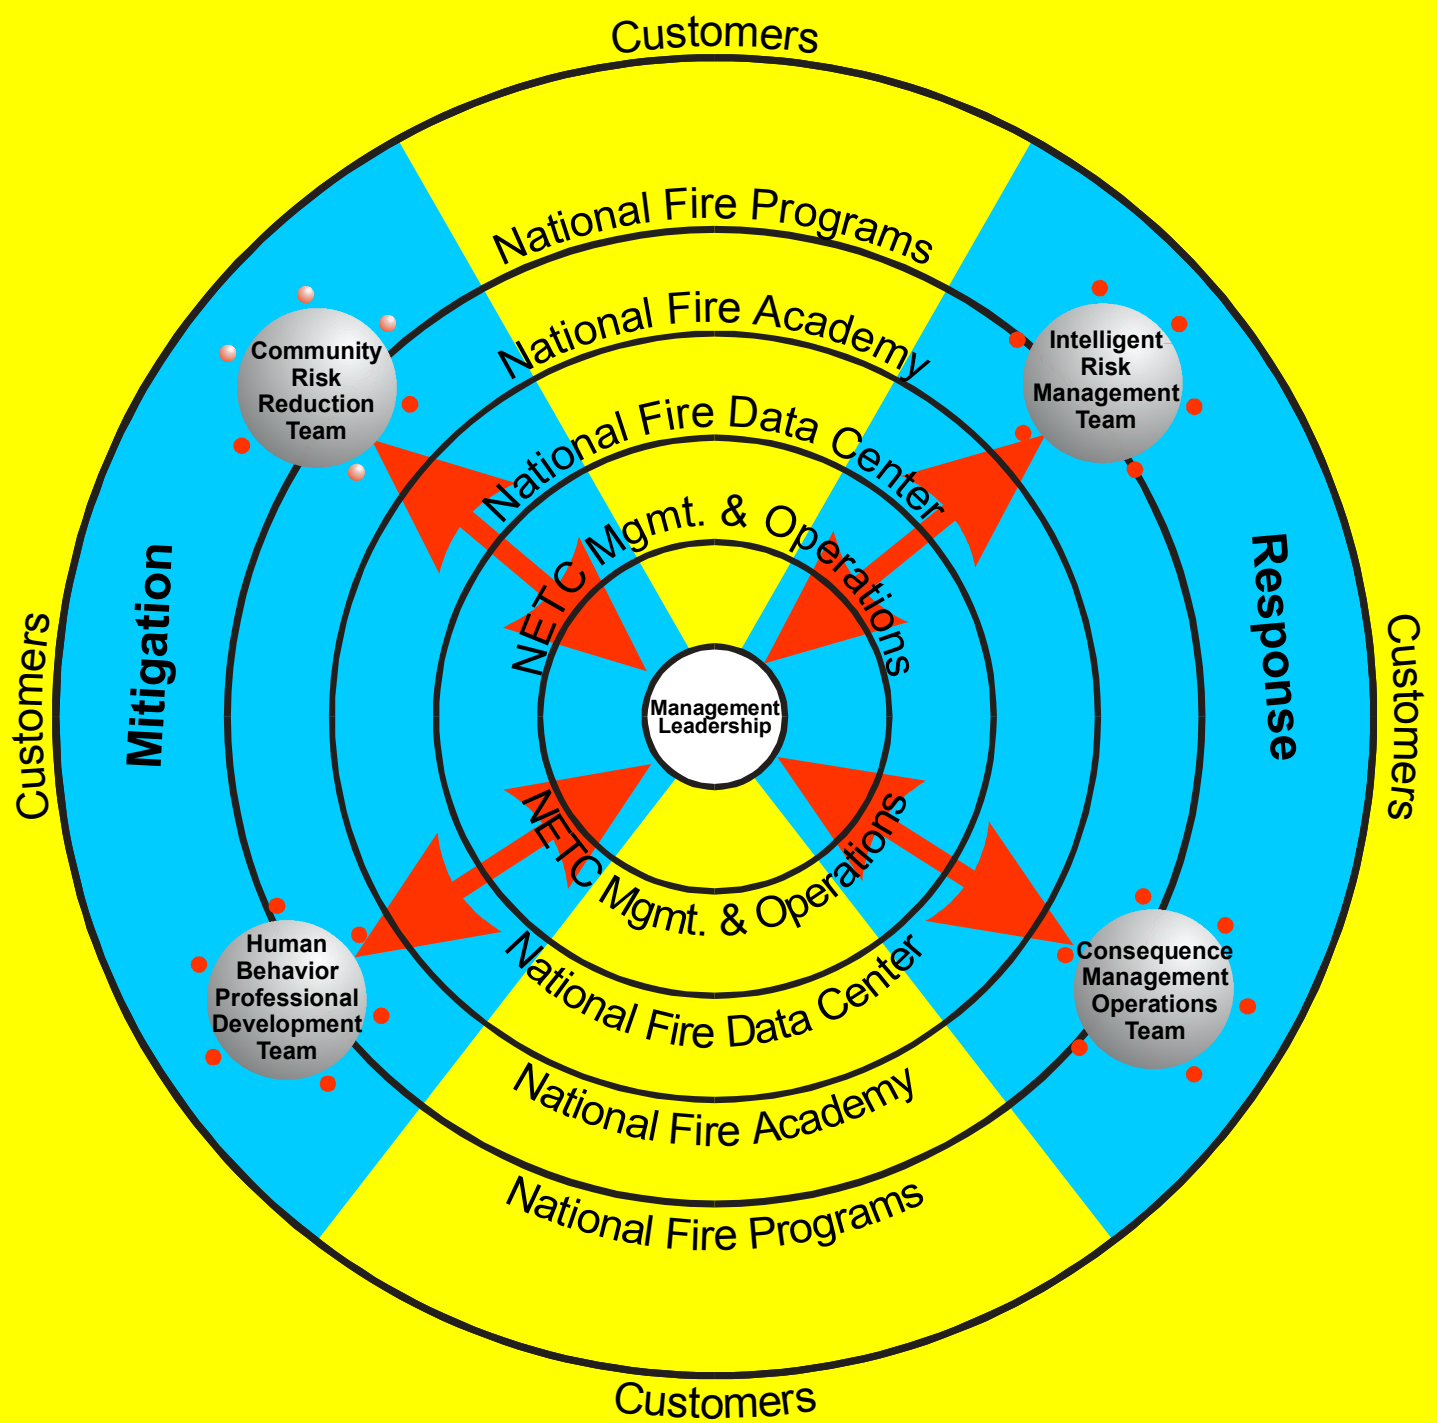 Customers
National Fire Programs
National Fire Academy
National Fire Data Center
NETC Mgmt. & Operations
Community
Risk
Reduction
Team
Intelligent
Risk
Management
Team
Mitigation
Response
Customers
Customers
Management
Leadership
Human
Behavior
Professional
Development
Team
Consequence
Management
Operations
Team
NETC Mgmt. & Operations
National Fire Data Center
National Fire Academy
National Fire Programs
Customers